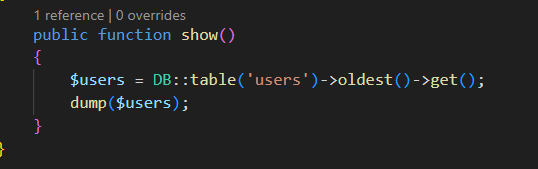 1 reference | 0 overrides
public function show()
{
$users = DB::table('users')->oldest()->get();
dump($users);
}
}